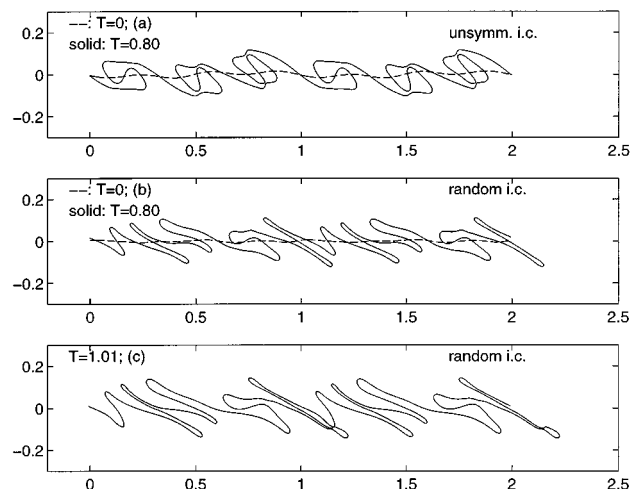 --: T=0; (a)
unsymm. i.c.
solid: T=0.80
0.2
0
-0.2
0 0.5 1 1.5 2 2.5
--: T=0; (b)
random i.c.
solid: T=0.80
0.2
0
-0.2
0 0.5 1 1.5 2 2.5
T=1.01; (c)
random i.c.
0.2
0
-0.2
0 0.5 1 1.5 2 2.5